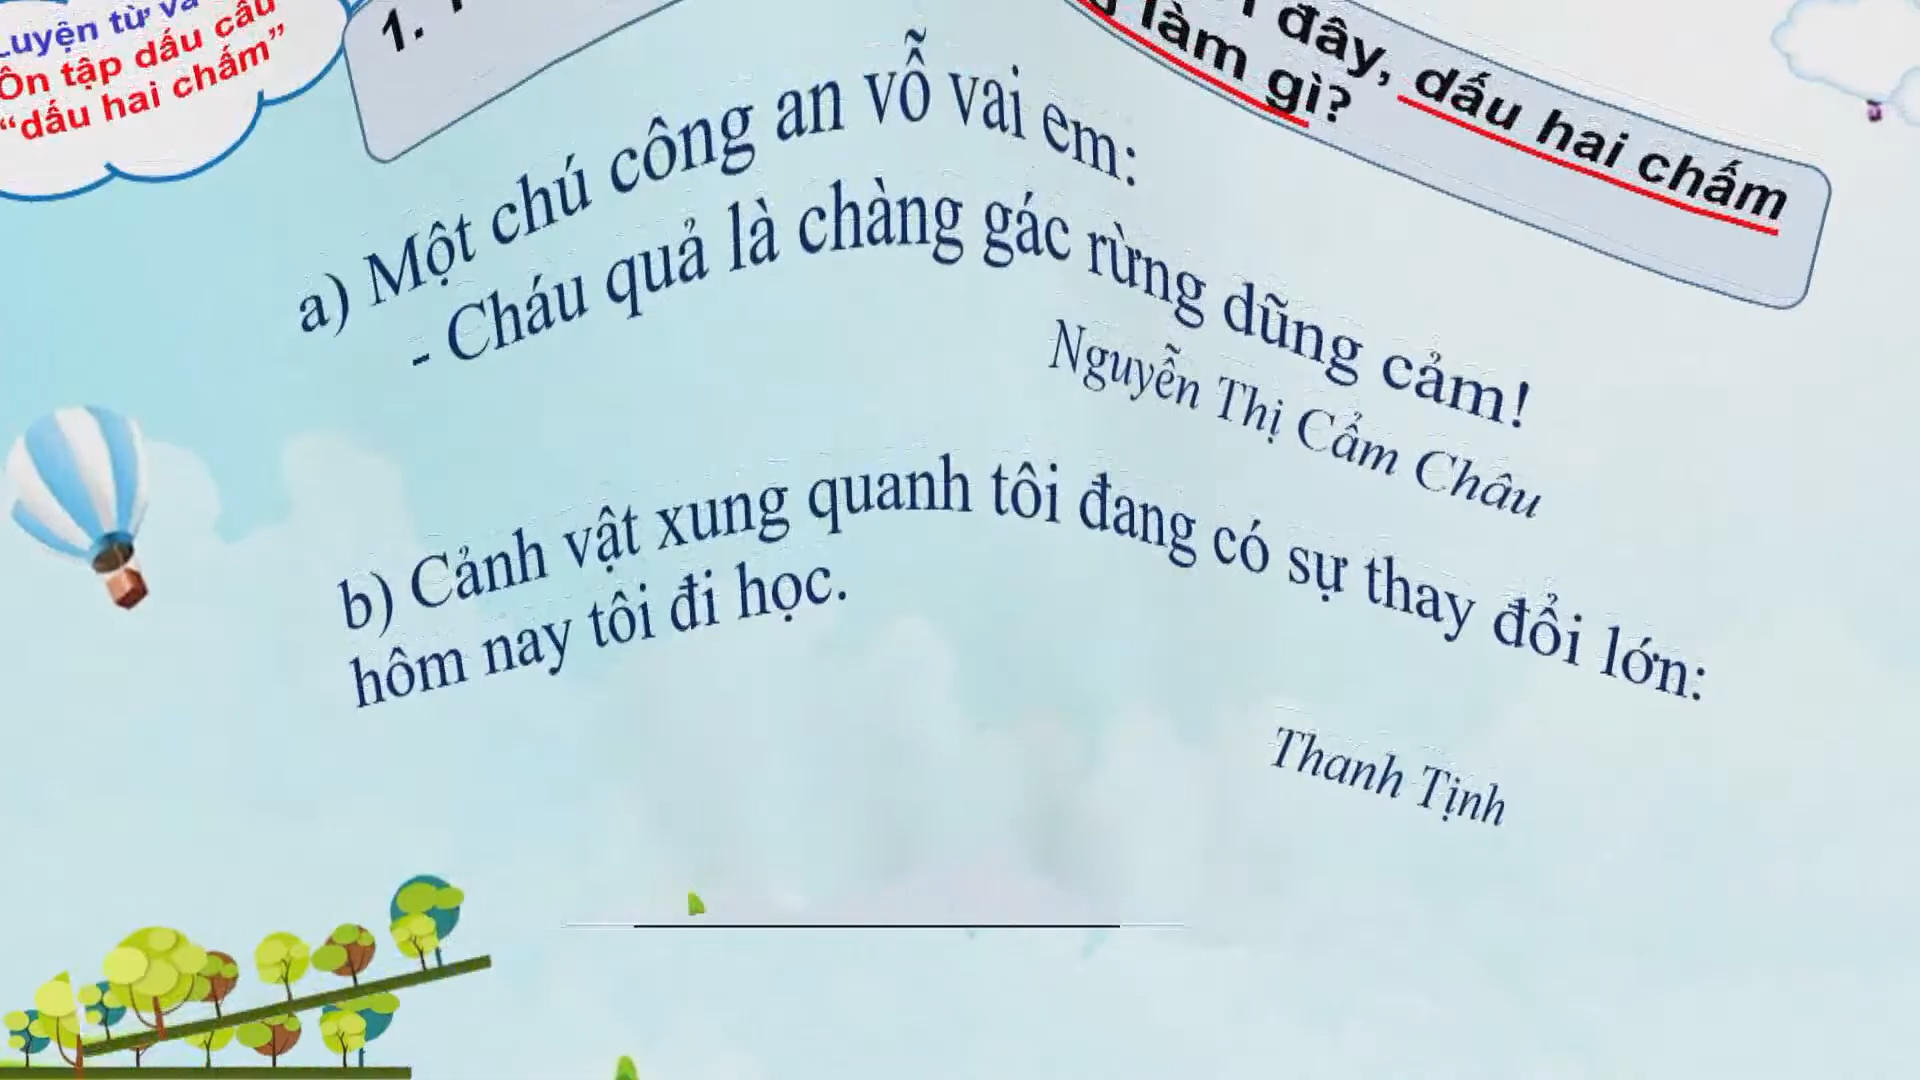 Luyện từ và
Ôn tập dấu câu
“dấu hai chấm”
1.
đây, dấu hai chấm
làm gì?
a) Một chú công an vỗ vai em:
- Cháu quả là chàng gác rừng dũng cảm!
Nguyễn Thị Cẩm Châu
b) Cảnh vật xung quanh tôi đang có sự thay đổi lớn:
hôm nay tôi đi học.
Thanh Tịnh